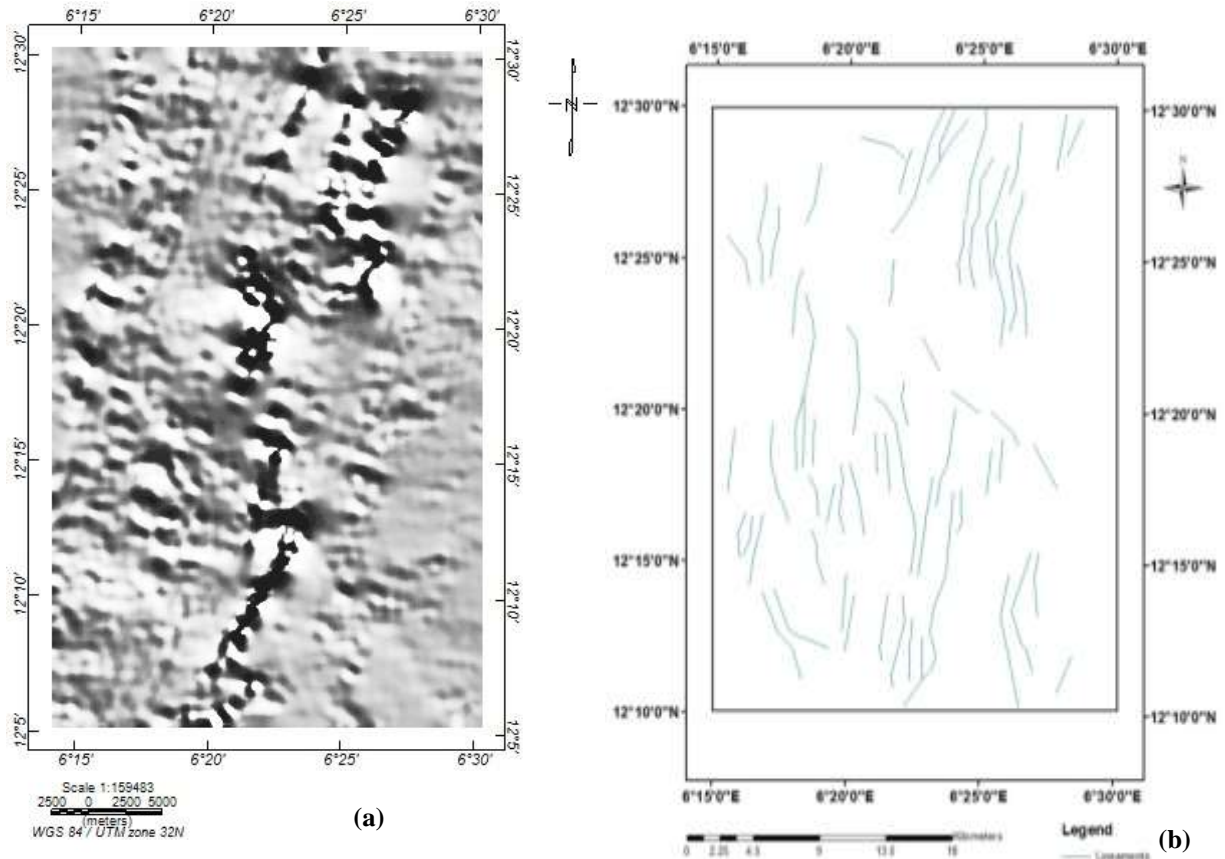 6°15' 6°20' 6°25' 6°30'
12°30' 12°30'
12°25' 12°25'
12°20' 12°20'
12°15' 12°15'
12°10' 12°10'
12°5' 12°5'
6°15' 6°20' 6°25' 6°30'
Scale 1:159483
2500 0 2500 5000
(meters)
WGS 84 / UTM zone 32N
(a)
N
6°15'0"E 6°20'0"E 6°25'0"E 6°30'0"E
12°30'0"N 12°30'0"N
12°25'0"N 12°25'0"N
12°20'0"N 12°20'0"N
12°15'0"N 12°15'0"N
12°10'0"N 12°10'0"N
6°15'0"E 6°20'0"E 6°25'0"E 6°30'0"E
N
Kilometers
0 2.25 4.5 9 13.5 18
Legend
(b)